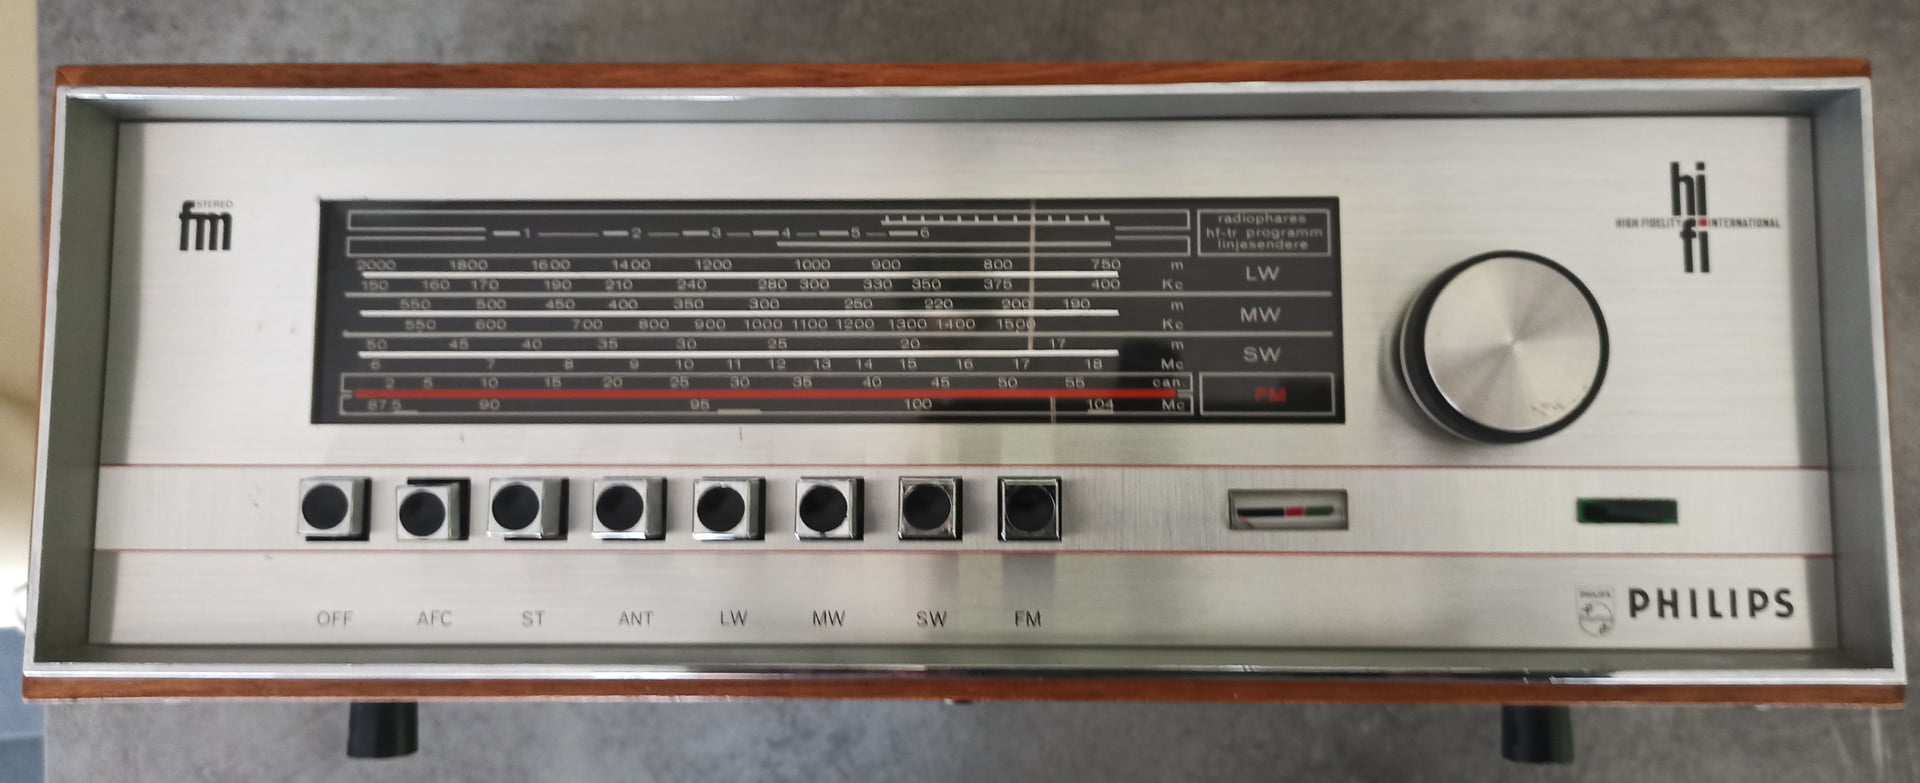 STEREO
fm
hi
HIGH FIDELITY INTERNATIONAL
fi
1 2 3 4 5 6
radiophares
hf-tr programm
linjesendere
2000 1800 1600 1400 1200 1000 900 800 750 m
LW
150 160 170 190 210 240 280 300 330 350 375 400 Kc
550 500 450 400 350 300 250 220 200 190 m
MW
550 600 700 800 900 1000 1100 1200 1300 1400 1500 Kc
50 45 40 35 30 25 20 17 m
SW
6 7 8 9 10 11 12 13 14 15 16 17 18 Mc
2 5 10 15 20 25 30 35 40 45 50 55 can.
FM
87.5 90 95 100 104 Mc
OFF AFC ST ANT LW MW SW FM
PHILIPS
PHILIPS